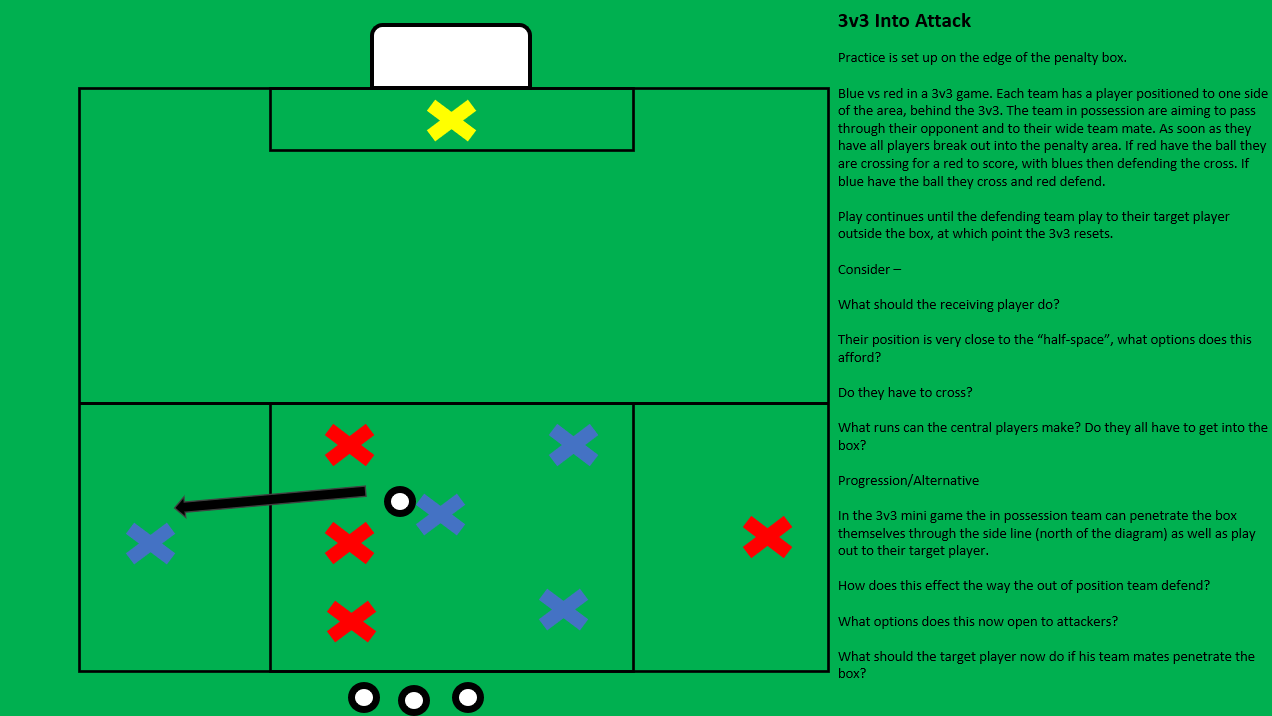 3v3 Into Attack
Practice is set up on the edge of the penalty box.
Blue vs red in a 3v3 game. Each team has a player positioned to one side
of the area, behind the 3v3. The team in possession are aiming to pass
through their opponent and to their wide team mate. As soon as they
have all players break out into the penalty area. If red have the ball they
are crossing for a red to score, with blues then defending the cross. If
blue have the ball they cross and red defend.
Play continues until the defending team play to their target player
outside the box, at which point the 3v3 resets.
Consider –
What should the receiving player do?
Their position is very close to the “half-space”, what options does this
afford?
Do they have to cross?
What runs can the central players make? Do they all have to get into the
box?
Progression/Alternative
In the 3v3 mini game the in possession team can penetrate the box
themselves through the side line (north of the diagram) as well as play
out to their target player.
How does this effect the way the out of position team defend?
What options does this now open to attackers?
What should the target player now do if his team mates penetrate the
box?